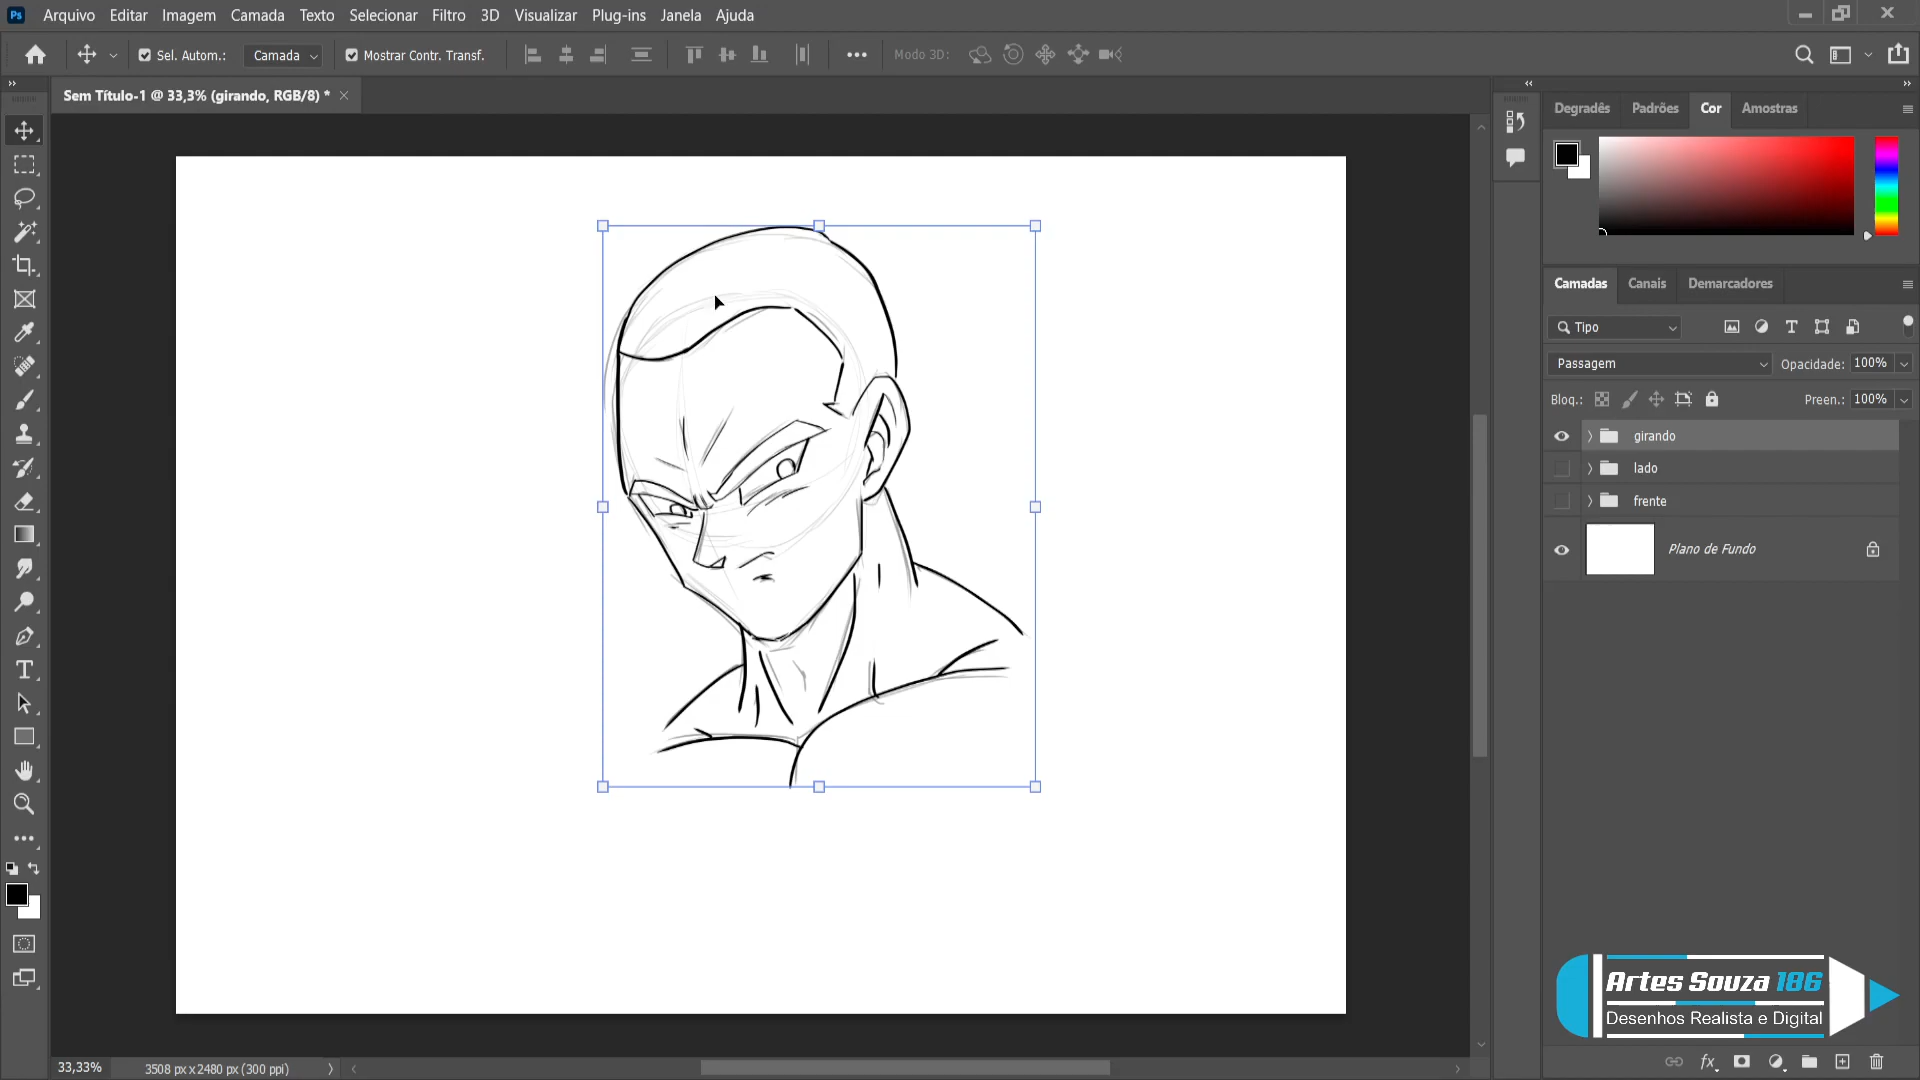 Ps Arquivo Editar Imagem Camada Texto Selecionar Filtro 3D Visualizar Plug-ins Janela Ajuda
Sel. Autom.: Camada Mostrar Contr. Transf. Modo 3D:
Sem Título-1 @ 33,3% (girando, RGB/8) *
Degradês Padrões Cor Amostras
Camadas Canais Demarcadores
Tipo
Passagem Opacidade: 100%
Bloq.: Preen.: 100%
girando
lado
frente
Plano de Fundo
Artes Souza 186
Desenhos Realista e Digital
33,33% 3508 px x 2480 px (300 ppi)